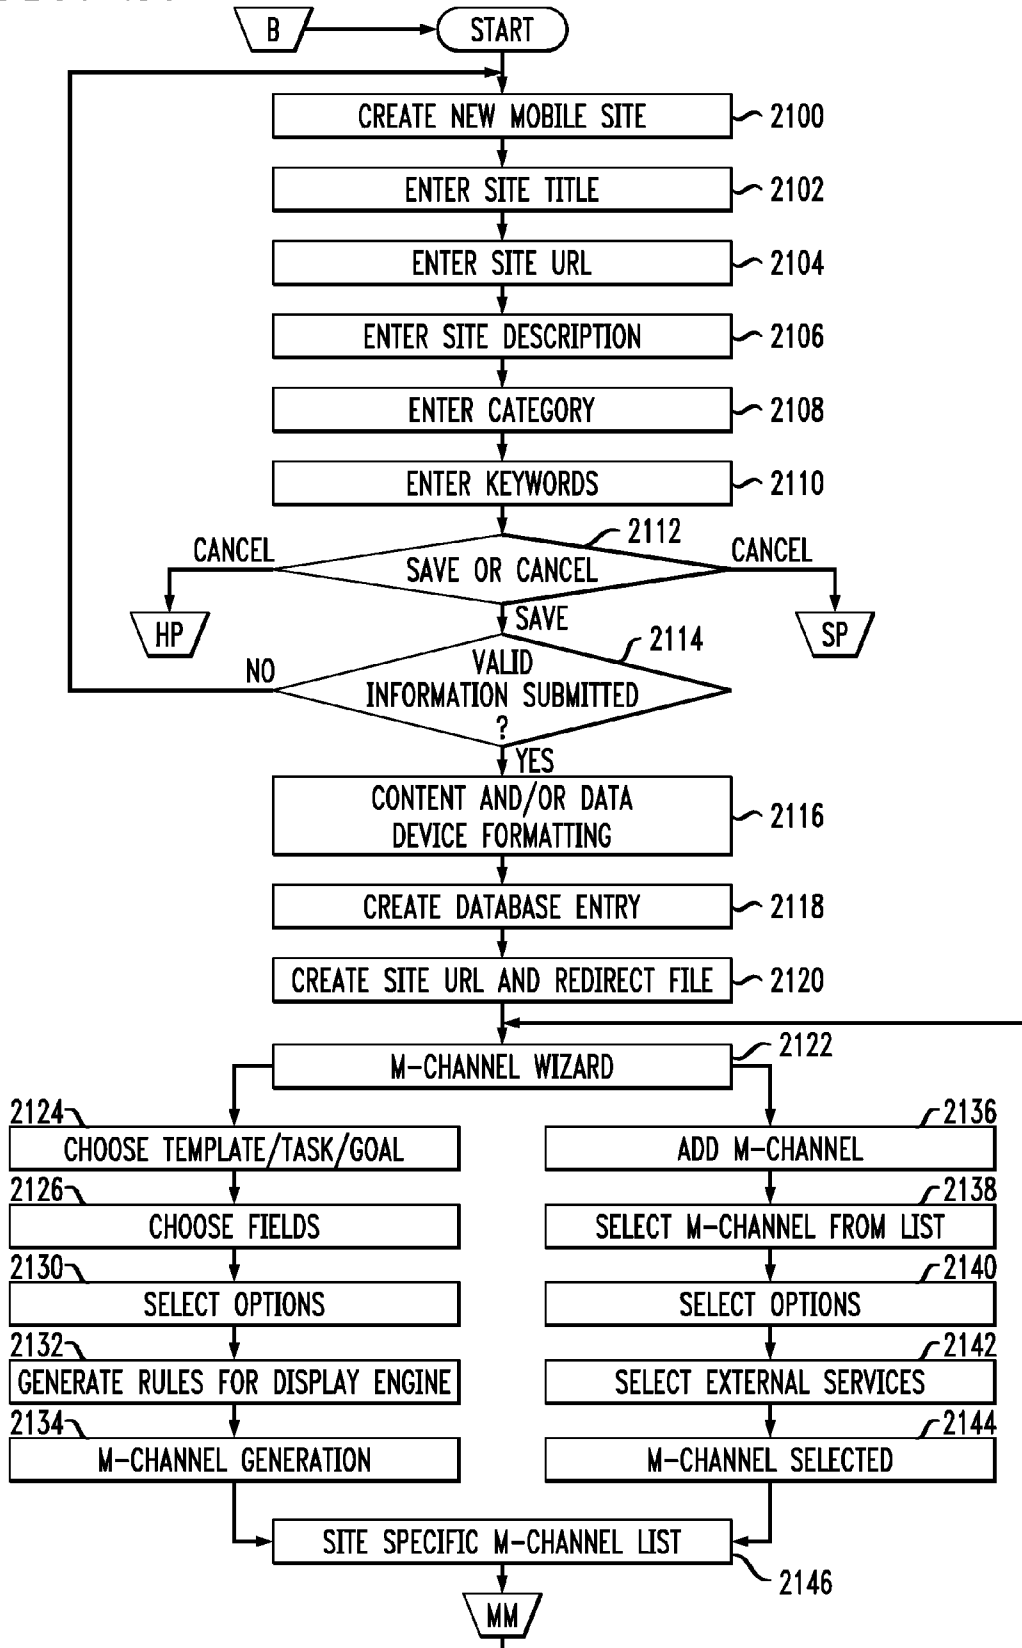 B
START
CREATE NEW MOBILE SITE
2100
ENTER SITE TITLE
2102
ENTER SITE URL
2104
ENTER SITE DESCRIPTION
2106
ENTER CATEGORY
2108
ENTER KEYWORDS
2110
2112
CANCEL
SAVE OR CANCEL
CANCEL
HP
SAVE
SP
2114
NO
VALID
INFORMATION SUBMITTED
?
YES
CONTENT AND/OR DATA
DEVICE FORMATTING
2116
CREATE DATABASE ENTRY
2118
CREATE SITE URL AND REDIRECT FILE
2120
M-CHANNEL WIZARD
2122
2124
CHOOSE TEMPLATE/TASK/GOAL
2126
CHOOSE FIELDS
2130
SELECT OPTIONS
2132
GENERATE RULES FOR DISPLAY ENGINE
2134
M-CHANNEL GENERATION
2136
ADD M-CHANNEL
2138
SELECT M-CHANNEL FROM LIST
2140
SELECT OPTIONS
2142
SELECT EXTERNAL SERVICES
2144
M-CHANNEL SELECTED
SITE SPECIFIC M-CHANNEL LIST
2146
MM